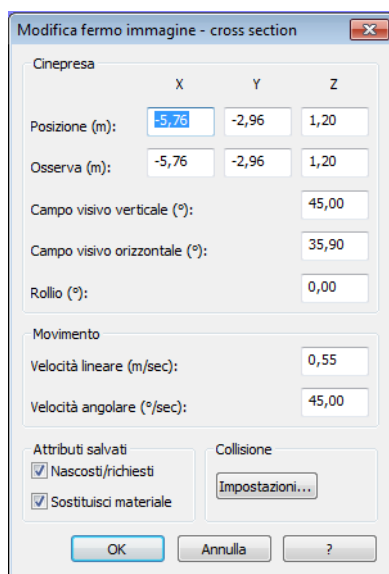 Modifica fermo immagine - cross section
Cinepresa
X Y Z
Posizione (m): -5,76 -2,96 1,20
Osserva (m): -5,76 -2,96 1,20
Campo visivo verticale (°): 45,00
Campo visivo orizzontale (°): 35,90
Rollio (°): 0,00
Movimento
Velocità lineare (m/sec): 0,55
Velocità angolare (°/sec): 45,00
Attributi salvati Collisione
Nascosti/richiesti
Impostazioni...
Sostituisci materiale
OK Annulla ?